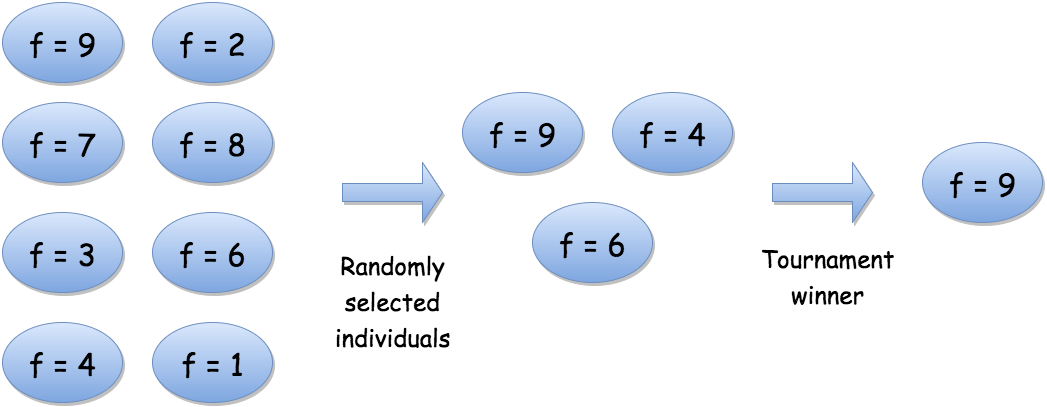 f = 9
f = 2
f = 7
f = 8
f = 3
f = 6
f = 4
f = 1
Randomly
selected
individuals
f = 9
f = 4
f = 6
Tournament
winner
f = 9